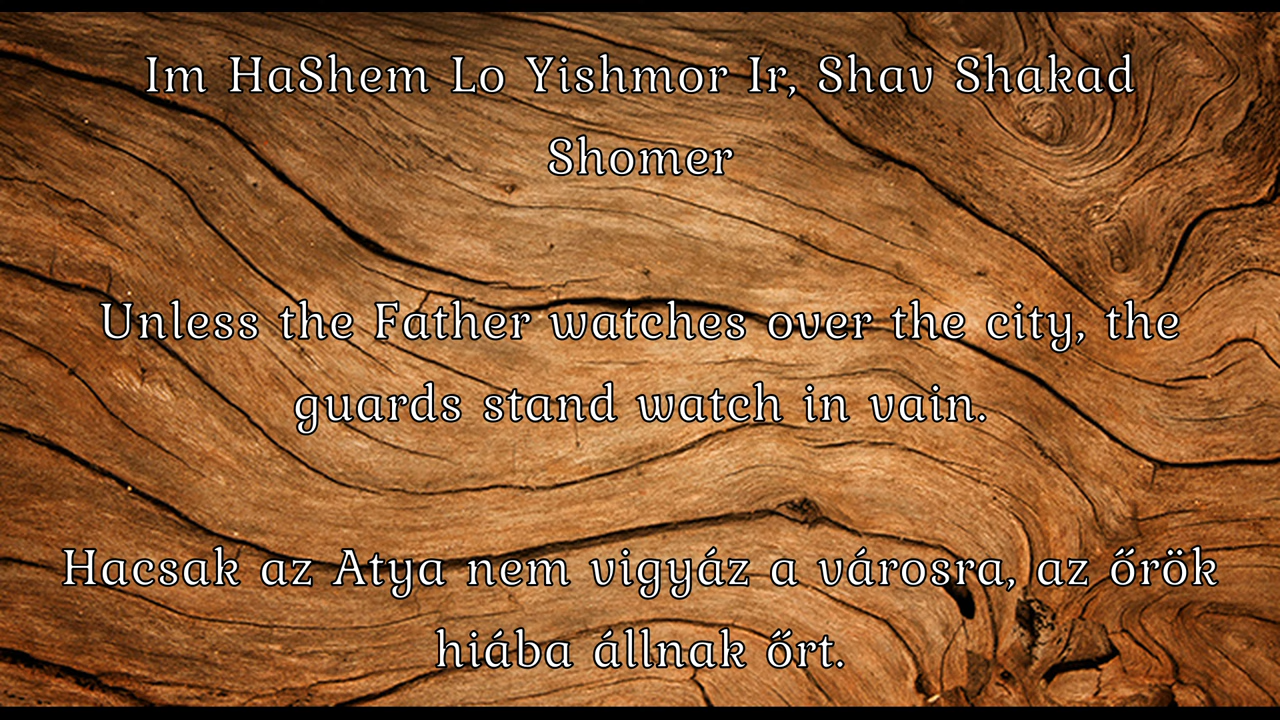 Im HaShem Lo Yishmor Ir, Shav Shakad
Shomer
Unless the Father watches over the city, the
guards stand watch in vain.
Hacsak az Atya nem vigyáz a városra, az őrök
hiába állnak őrt.